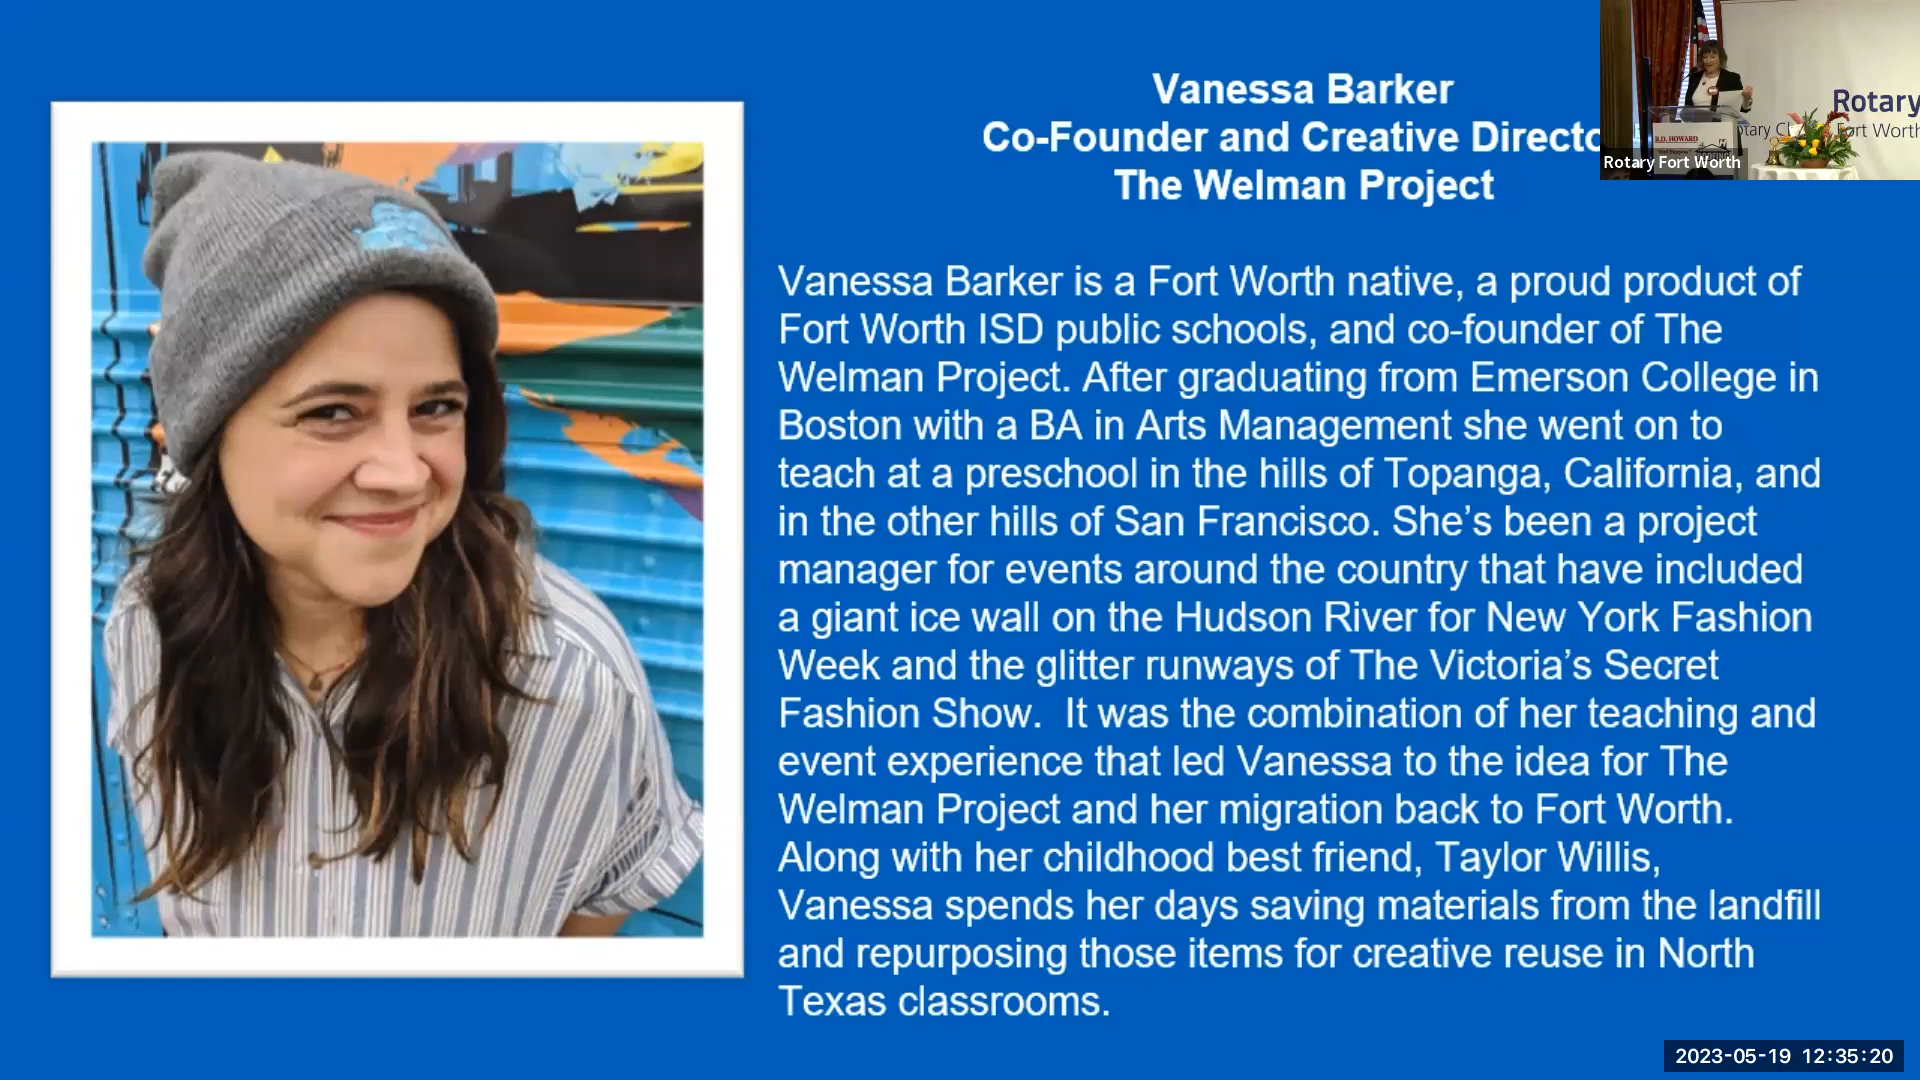 Vanessa Barker
Co-Founder and Creative Directo
The Welman Project
Vanessa Barker is a Fort Worth native, a proud product of
Fort Worth ISD public schools, and co-founder of The
Welman Project. After graduating from Emerson College in
Boston with a BA in Arts Management she went on to
teach at a preschool in the hills of Topanga, California, and
in the other hills of San Francisco. She’s been a project
manager for events around the country that have included
a giant ice wall on the Hudson River for New York Fashion
Week and the glitter runways of The Victoria’s Secret
Fashion Show.  It was the combination of her teaching and
event experience that led Vanessa to the idea for The
Welman Project and her migration back to Fort Worth.
Along with her childhood best friend, Taylor Willis,
Vanessa spends her days saving materials from the landfill
and repurposing those items for creative reuse in North
Texas classrooms.
Rotary
otary Cl
Fort Worth
R.D. HOWARD
Rotary Fort Worth
2023-05-19 12:35:20